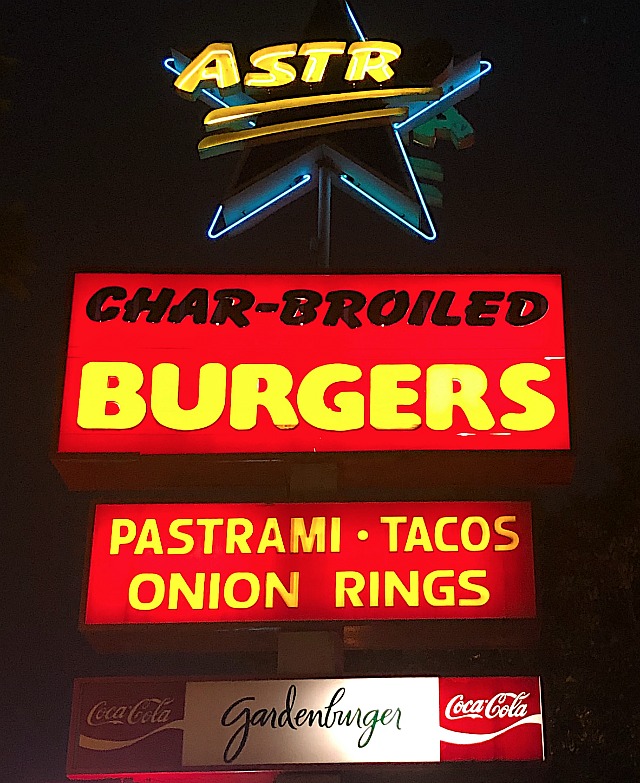 ASTR
CHAR-BROILED
BURGERS
PASTRAMI · TACOS
ONION RINGS
Coca-Cola gardenburger Coca-Cola